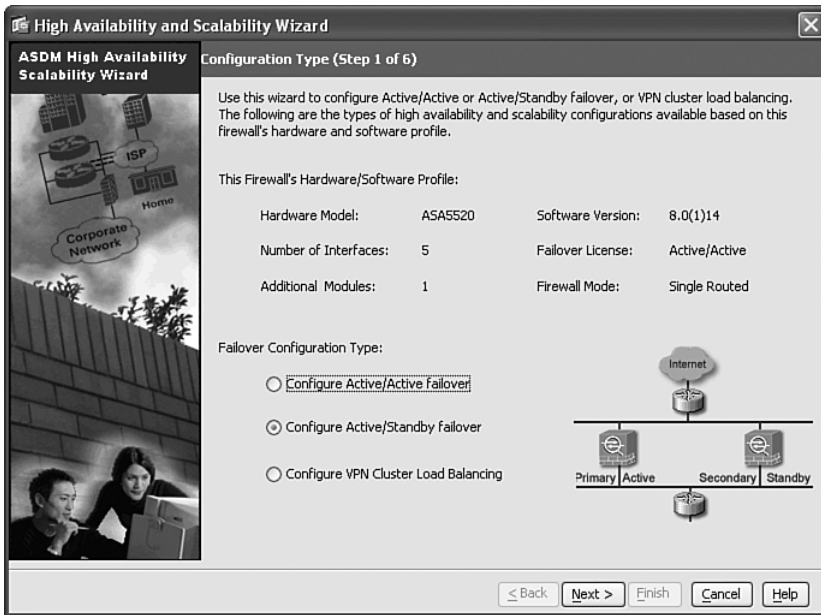 High Availability and Scalability Wizard
ASDM High Availability
Scalability Wizard
Configuration Type (Step 1 of 6)
Use this wizard to configure Active/Active or Active/Standby failover, or VPN cluster load balancing.
The following are the types of high availability and scalability configurations available based on this
firewall's hardware and software profile.
This Firewall's Hardware/Software Profile:
Hardware Model: ASA5520 Software Version: 8.0(1)14
Number of Interfaces: 5 Failover License: Active/Active
Additional Modules: 1 Firewall Mode: Single Routed
ISP
Home
Corporate
Network
Failover Configuration Type:
Configure Active/Active failover
Configure Active/Standby failover
Configure VPN Cluster Load Balancing
Internet
Primary Active Secondary Standby
< Back Next > Finish Cancel Help